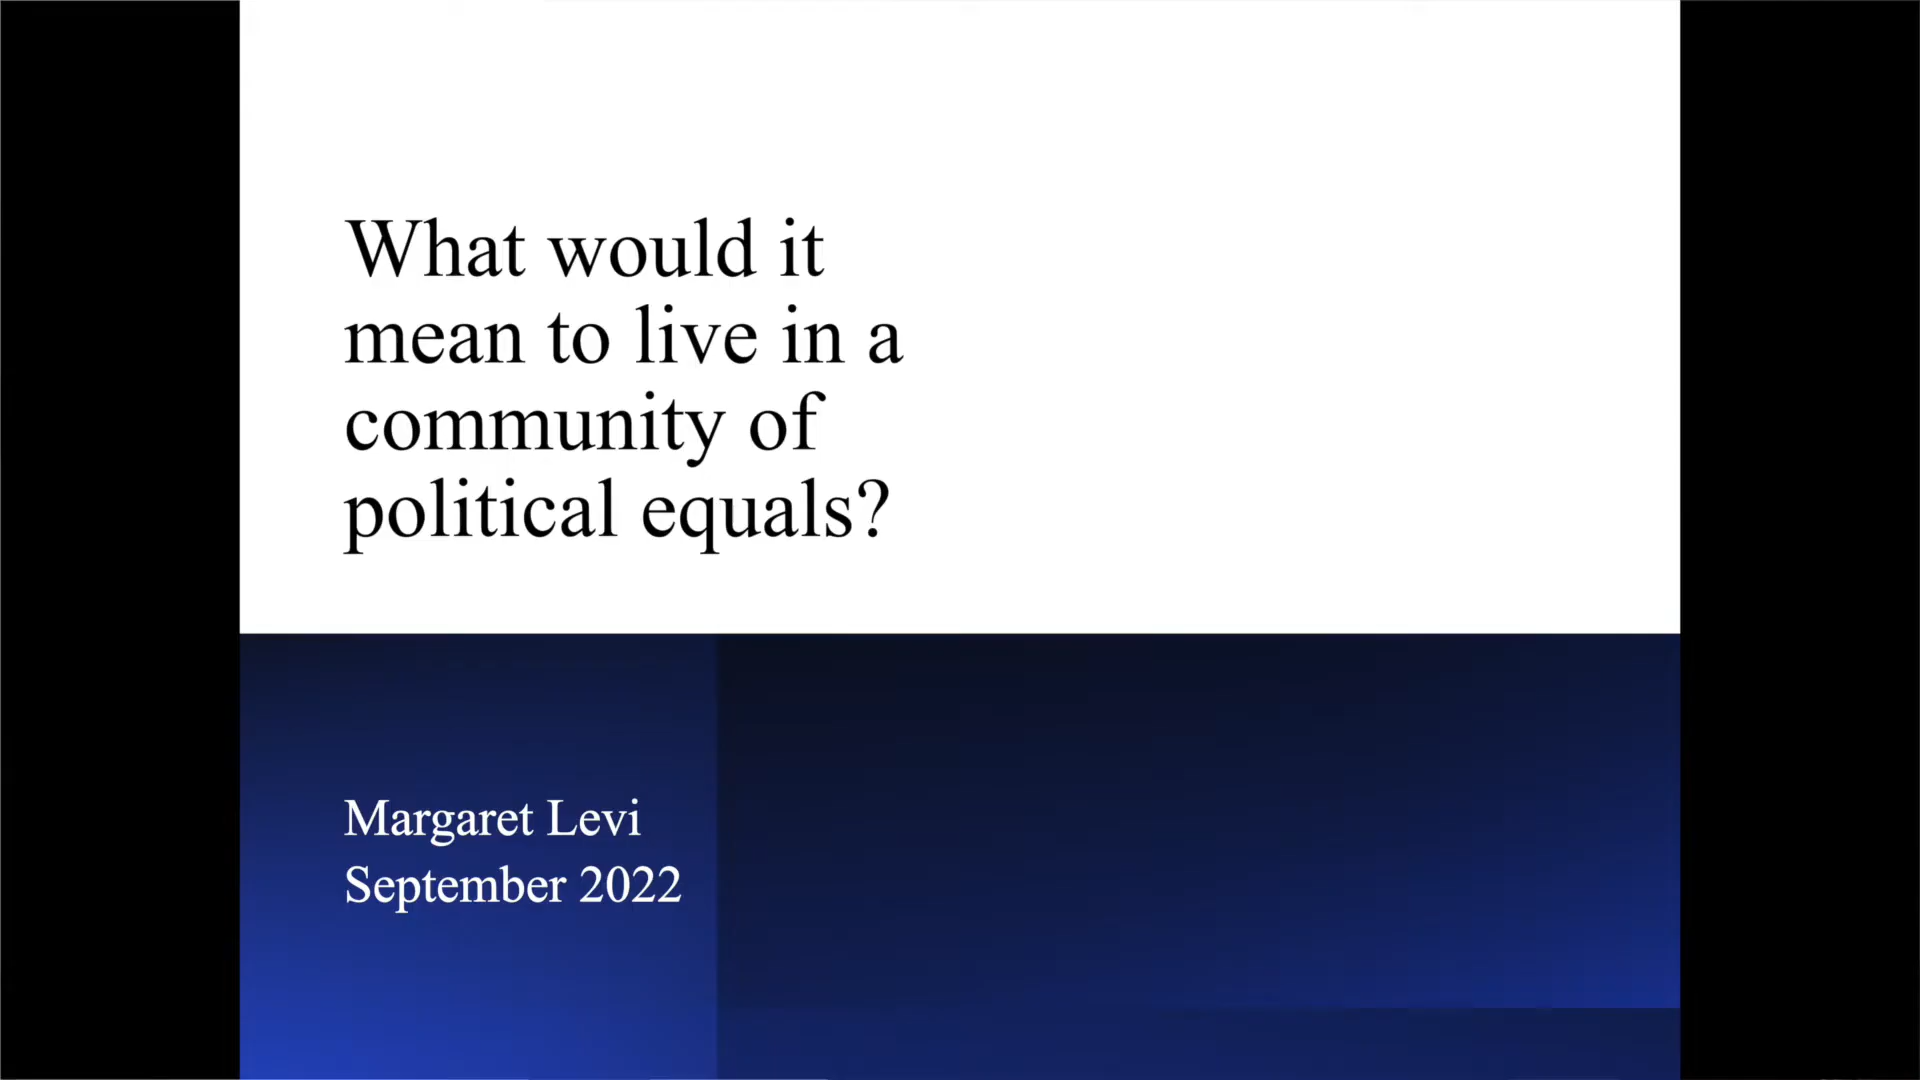 What would it
mean to live in a
community of
political equals?
Margaret Levi
September 2022